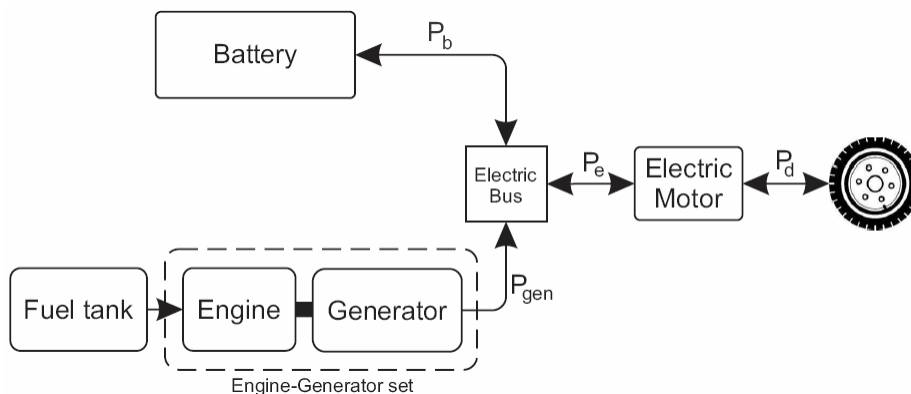 Battery
P_b
Electric
Bus
P_e
Electric
Motor
P_d
Fuel tank
Engine
Generator
P_gen
Engine-Generator set